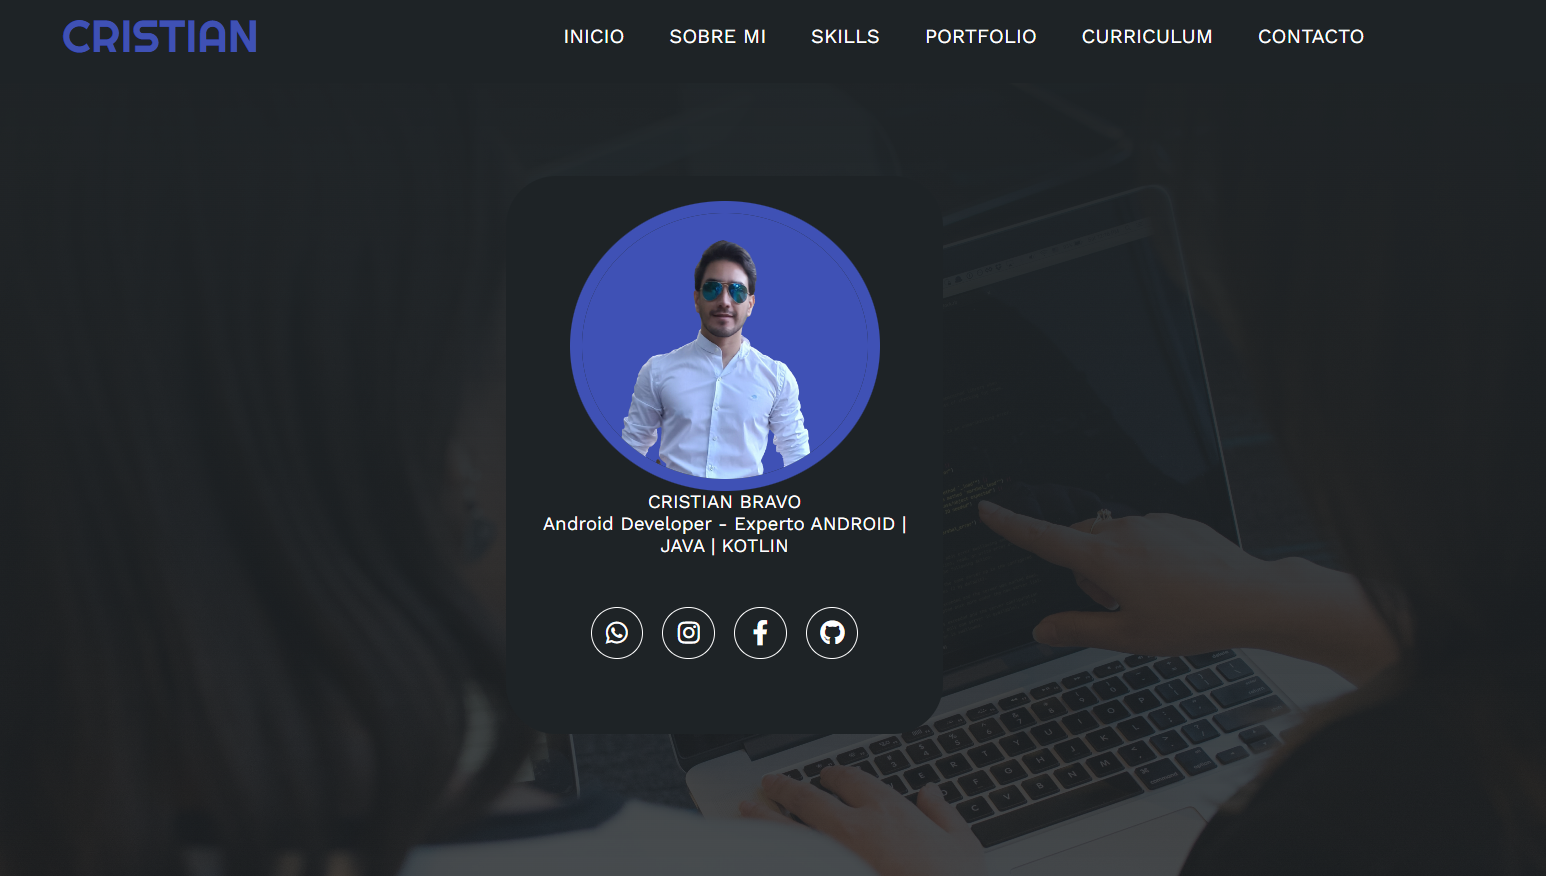 CRISTIAN
INICIO SOBRE MI SKILLS PORTFOLIO CURRICULUM CONTACTO
CRISTIAN BRAVO
Android Developer - Experto ANDROID |
JAVA | KOTLIN